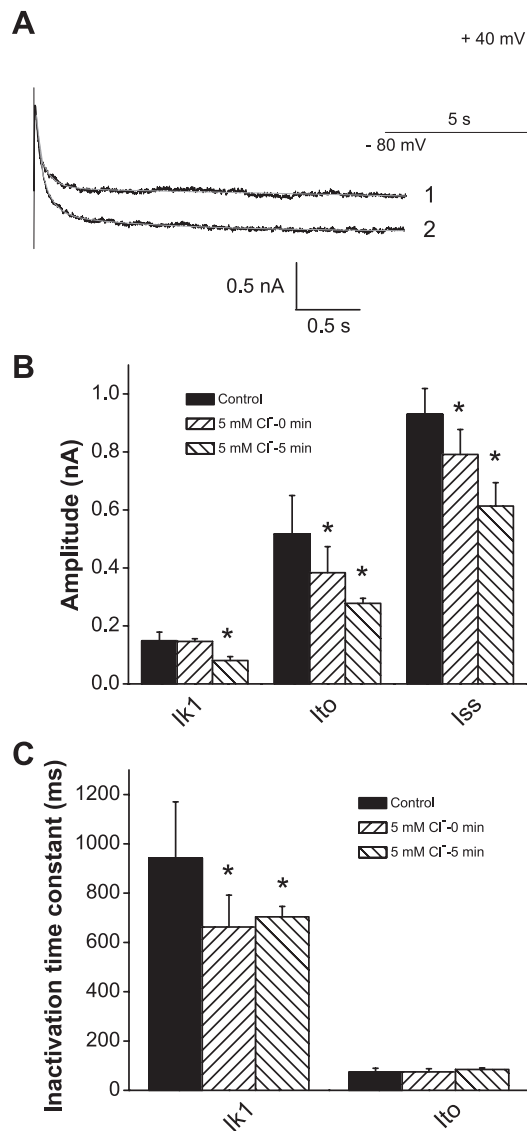 A
+ 40 mV
5 s
- 80 mV
1
2
0.5 nA
0.5 s
B
Amplitude (nA)
1.0
0.8
0.6
0.4
0.2
0.0
Control
5 mM Cl⁻-0 min
5 mM Cl⁻-5 min
*
*
*
*
*
Ik1
Ito
Iss
C
Inactivation time constant (ms)
1200
1000
800
600
400
200
0
Control
5 mM Cl⁻-0 min
5 mM Cl⁻-5 min
*
*
Ik1
Ito